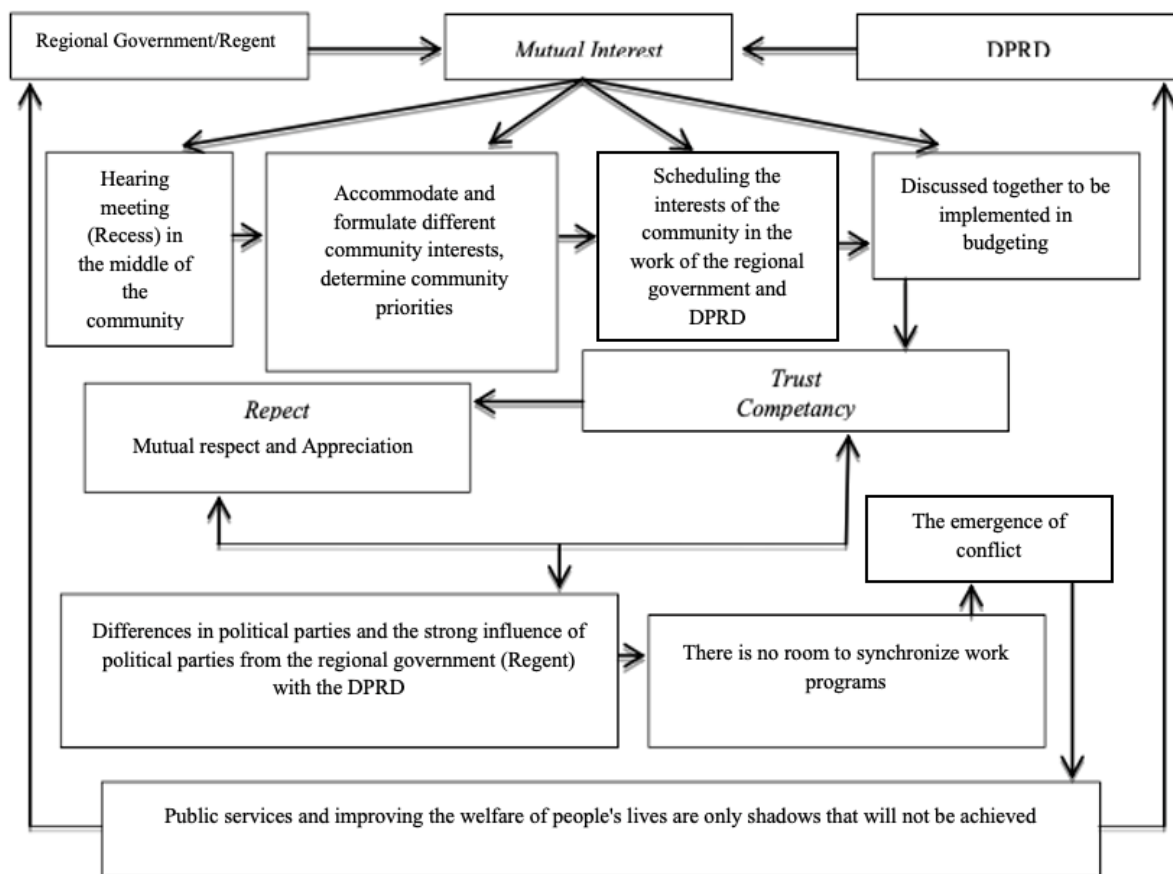 Regional Government/Regent
Mutual Interest
DPRD
Hearing
meeting
(Recess) in
the middle of
the
community
Accommodate and
formulate different
community interests,
determine community
priorities
Scheduling the
interests of the
community in the
work of the regional
government and
DPRD
Discussed together to be
implemented in
budgeting
Trust
Competancy
Repect
Mutual respect and Appreciation
The emergence of
conflict
Differences in political parties and the strong influence of
political parties from the regional government (Regent)
with the DPRD
There is no room to synchronize work
programs
Public services and improving the welfare of people's lives are only shadows that will not be achieved